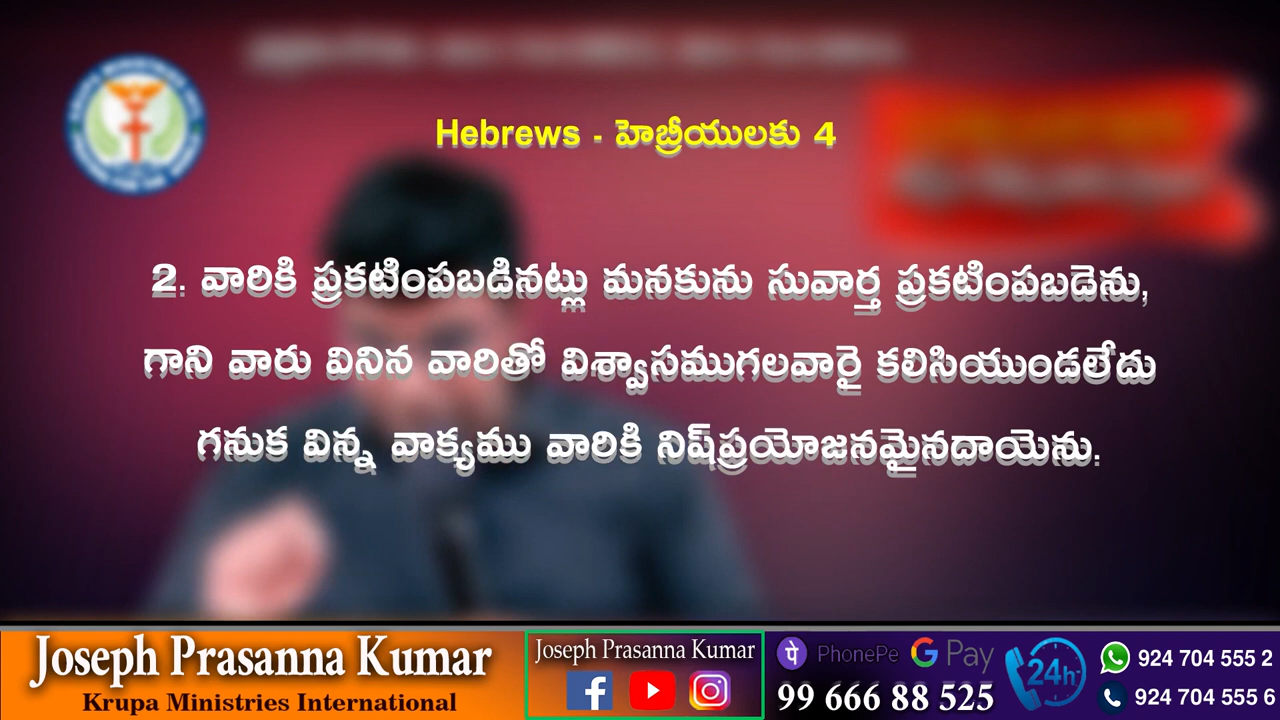 Hebrews - హెబ్రీయులకు 4
2. వారికి ప్రకటింపబడినట్లు మనకును సువార్త ప్రకటింపబడెను,
గాని వారు వినిన వారితో విశ్వాసముగలవారై కలిసియుండలేదు
గనుక విన్న వాక్యము వారికి నిష్‌ప్రయోజనమైనదాయెను.
Joseph Prasanna Kumar
Krupa Ministries International
Joseph Prasanna Kumar
PhonePe G Pay
99 666 88 525
24h
924 704 555 2
924 704 555 6